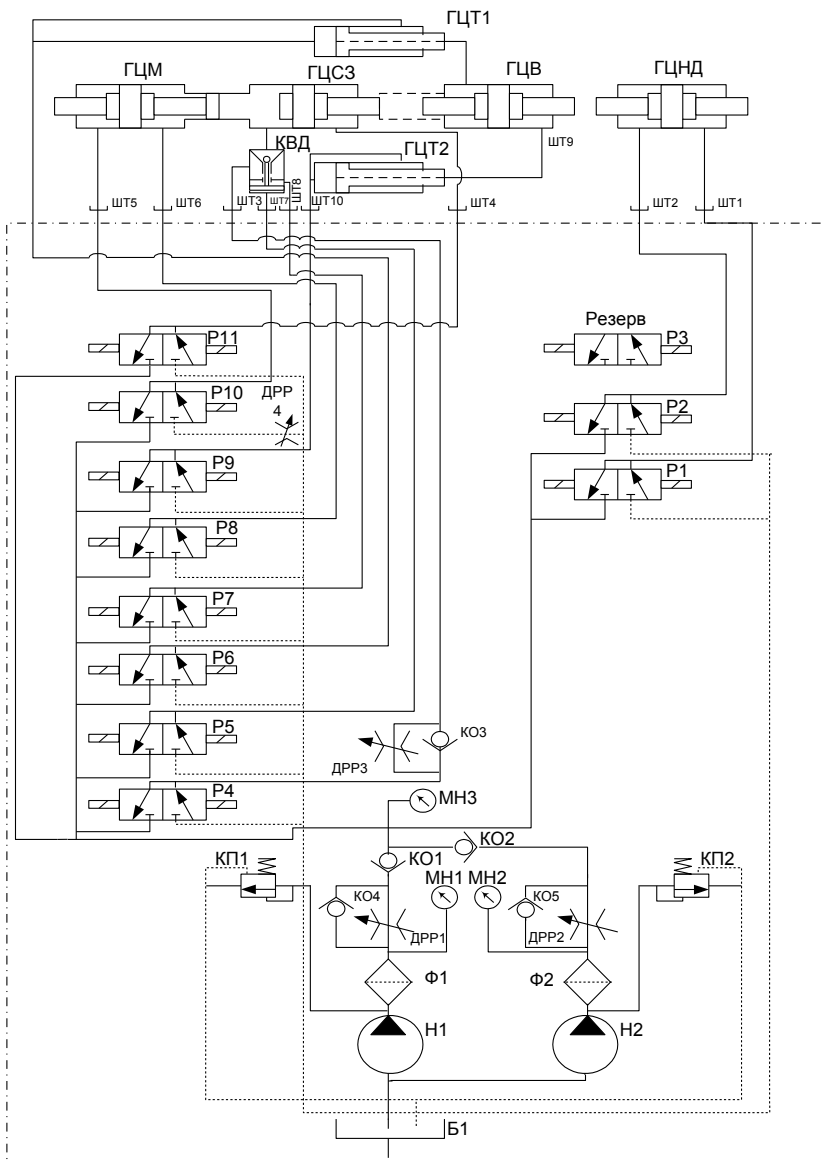 ГЦТ1
ГЦМ
ГЦСЗ
ГЦВ
ГЦНД
КВД
ГЦТ2
ШТ9
ШТ5
ШТ6
ШТ3
ШТ7
ШТ8
ШТ10
ШТ4
ШТ2
ШТ1
Резерв
Р11
Р3
Р10
ДРР
4
Р2
Р9
Р1
Р8
Р7
Р6
Р5
КО3
ДРР3
Р4
МН3
КО2
КП1
КО1
КП2
МН1
МН2
КО4
КО5
ДРР1
ДРР2
Ф1
Ф2
Н1
Н2
Б1